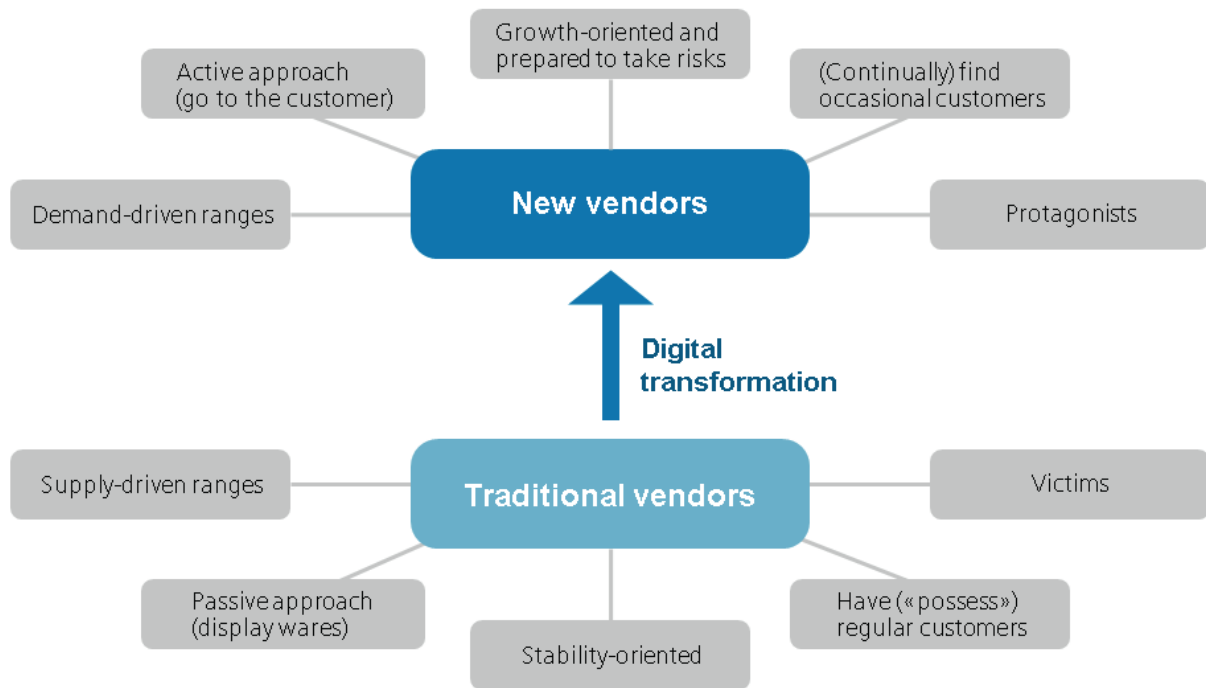 Growth-oriented and
prepared to take risks
Active approach
(go to the customer)
(Continually) find
occasional customers
Demand-driven ranges
New vendors
Protagonists
Digital
transformation
Supply-driven ranges
Traditional vendors
Victims
Passive approach
(display wares)
Stability-oriented
Have («possess»)
regular customers